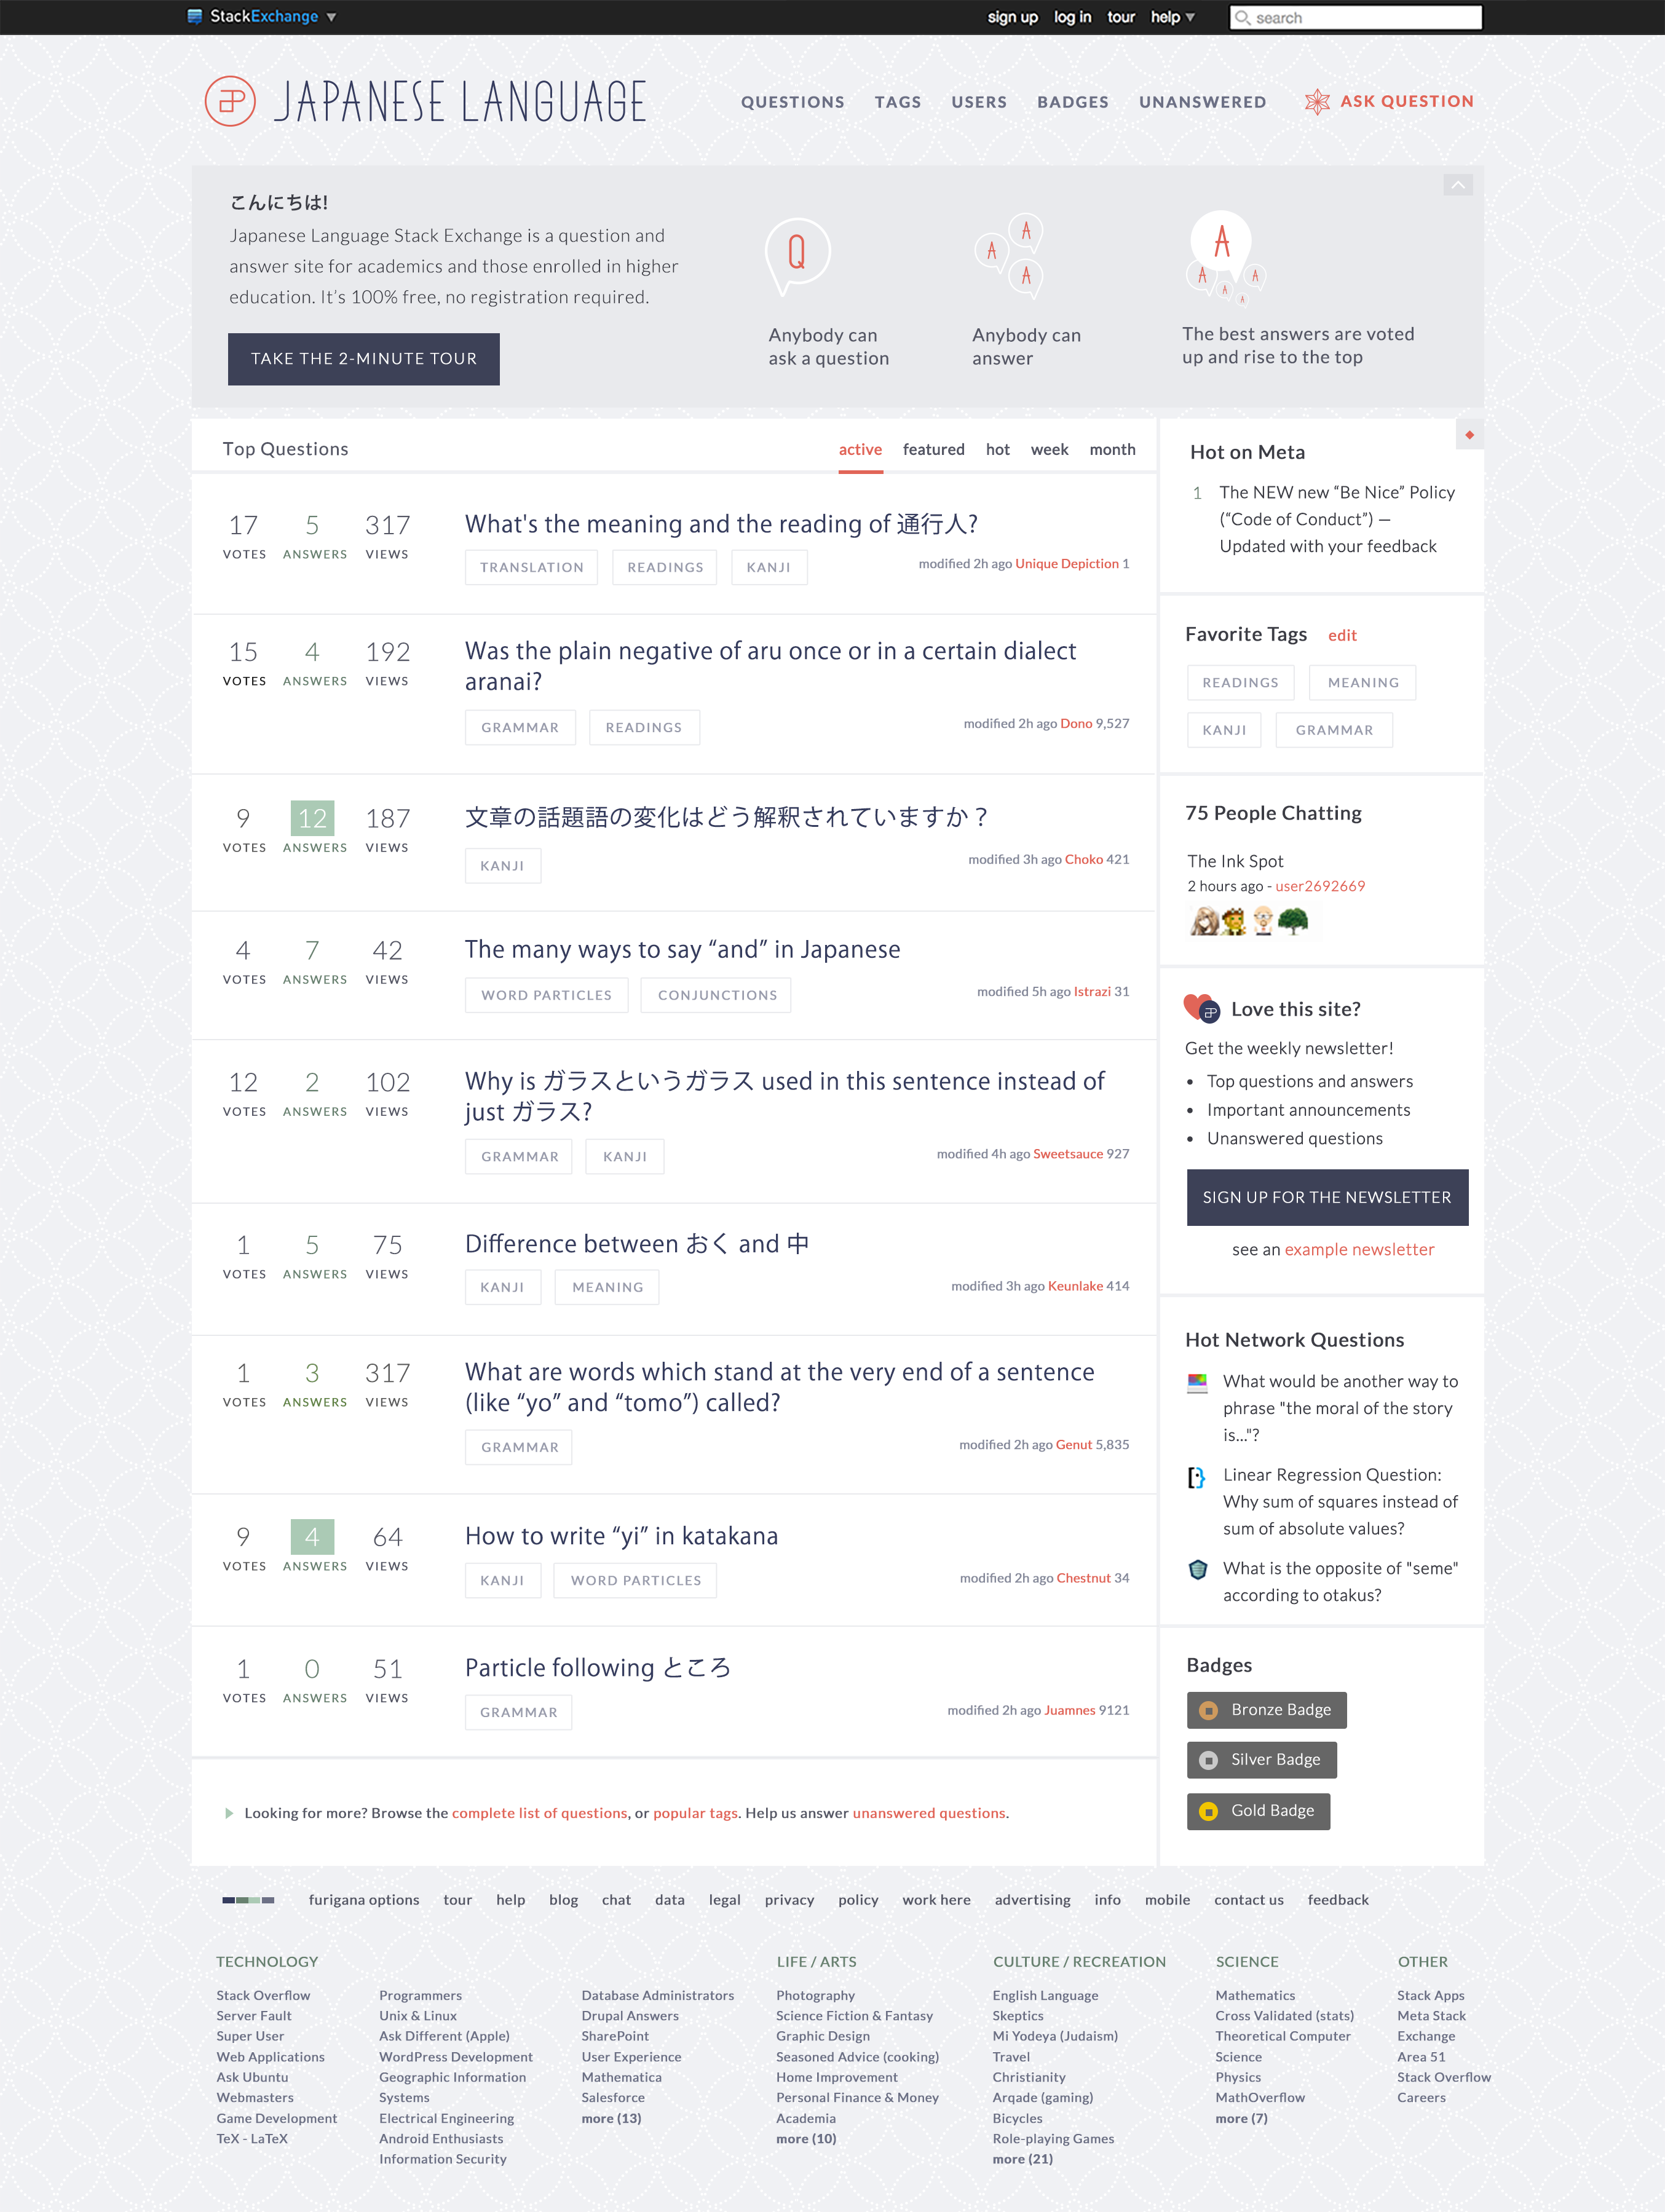 StackExchange ▼
sign up log in tour help ▼ search
JAPANESE LANGUAGE
QUESTIONS TAGS USERS BADGES UNANSWERED ASK QUESTION
こんにちは!
Japanese Language Stack Exchange is a question and
answer site for academics and those enrolled in higher
education. It’s 100% free, no registration required.
TAKE THE 2-MINUTE TOUR
Q
Anybody can
ask a question
A
A
A
Anybody can
answer
A
A
A
A
A
The best answers are voted
up and rise to the top
Top Questions
active featured hot week month
17 5 317
VOTES ANSWERS VIEWS
What's the meaning and the reading of 通行人?
TRANSLATION READINGS KANJI
modified 2h ago Unique Depiction 1
15 4 192
VOTES ANSWERS VIEWS
Was the plain negative of aru once or in a certain dialect
aranai?
GRAMMAR READINGS
modified 2h ago Dono 9,527
9 12 187
VOTES ANSWERS VIEWS
文章の話題語の変化はどう解釈されていますか？
KANJI
modified 3h ago Choko 421
4 7 42
VOTES ANSWERS VIEWS
The many ways to say “and” in Japanese
WORD PARTICLES CONJUNCTIONS
modified 5h ago Istrazi 31
12 2 102
VOTES ANSWERS VIEWS
Why is ガラスというガラス used in this sentence instead of
just ガラス?
GRAMMAR KANJI
modified 4h ago Sweetsauce 927
1 5 75
VOTES ANSWERS VIEWS
Difference between おく and 中
KANJI MEANING
modified 3h ago Keunlake 414
1 3 317
VOTES ANSWERS VIEWS
What are words which stand at the very end of a sentence
(like “yo” and “tomo”) called?
GRAMMAR
modified 2h ago Genut 5,835
9 4 64
VOTES ANSWERS VIEWS
How to write “yi” in katakana
KANJI WORD PARTICLES
modified 2h ago Chestnut 34
1 0 51
VOTES ANSWERS VIEWS
Particle following ところ
GRAMMAR
modified 2h ago Juamnes 9121
Looking for more? Browse the complete list of questions, or popular tags. Help us answer unanswered questions.
Hot on Meta
1 The NEW new “Be Nice” Policy
(“Code of Conduct”) —
Updated with your feedback
Favorite Tags edit
READINGS MEANING
KANJI GRAMMAR
75 People Chatting
The Ink Spot
2 hours ago - user2692669
Love this site?
Get the weekly newsletter!
• Top questions and answers
• Important announcements
• Unanswered questions
SIGN UP FOR THE NEWSLETTER
see an example newsletter
Hot Network Questions
What would be another way to
phrase "the moral of the story
is..."?
Linear Regression Question:
Why sum of squares instead of
sum of absolute values?
What is the opposite of "seme"
according to otakus?
Badges
Bronze Badge
Silver Badge
Gold Badge
furigana options tour help blog chat data legal privacy policy work here advertising info mobile contact us feedback
TECHNOLOGY
Stack Overflow
Server Fault
Super User
Web Applications
Ask Ubuntu
Webmasters
Game Development
TeX - LaTeX
Programmers
Unix & Linux
Ask Different (Apple)
WordPress Development
Geographic Information
Systems
Electrical Engineering
Android Enthusiasts
Information Security
Database Administrators
Drupal Answers
SharePoint
User Experience
Mathematica
Salesforce
more (13)
LIFE / ARTS
Photography
Science Fiction & Fantasy
Graphic Design
Seasoned Advice (cooking)
Home Improvement
Personal Finance & Money
Academia
more (10)
CULTURE / RECREATION
English Language
Skeptics
Mi Yodeya (Judaism)
Travel
Christianity
Arqade (gaming)
Bicycles
Role-playing Games
more (21)
SCIENCE
Mathematics
Cross Validated (stats)
Theoretical Computer
Science
Physics
MathOverflow
more (7)
OTHER
Stack Apps
Meta Stack
Exchange
Area 51
Stack Overflow
Careers